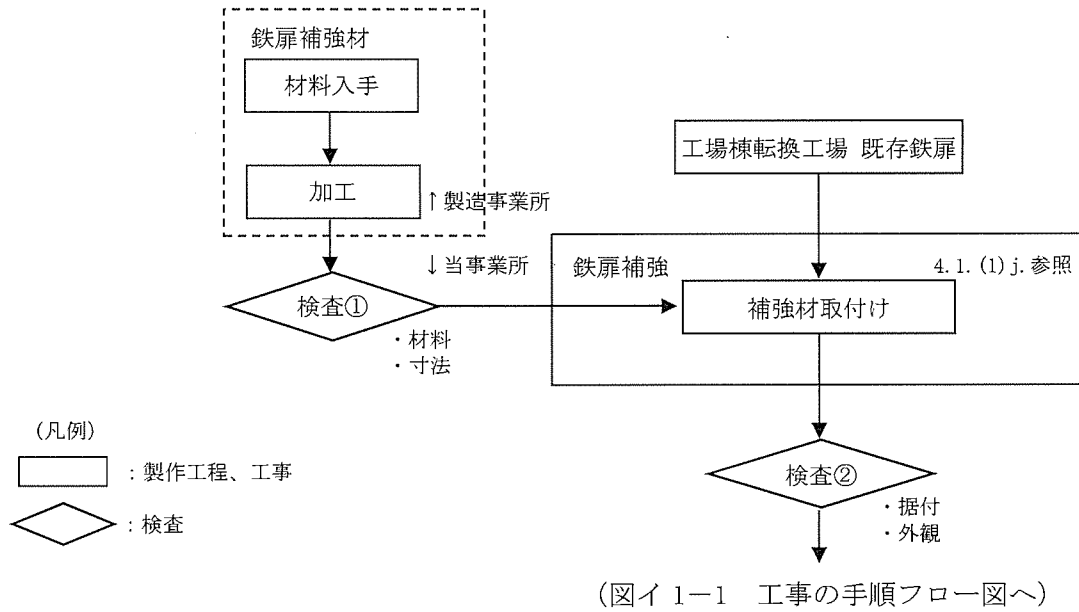 鉄扉補強材
材料入手
加工
↑製造事業所
↓当事業所
検査①
・材料
・寸法
工場棟転換工場 既存鉄扉
鉄扉補強
4.1.(1)j.参照
補強材取付け
検査②
・据付
・外観
(凡例)
：製作工程、工事
：検査
(図イ 1－1　工事の手順フロー図へ)